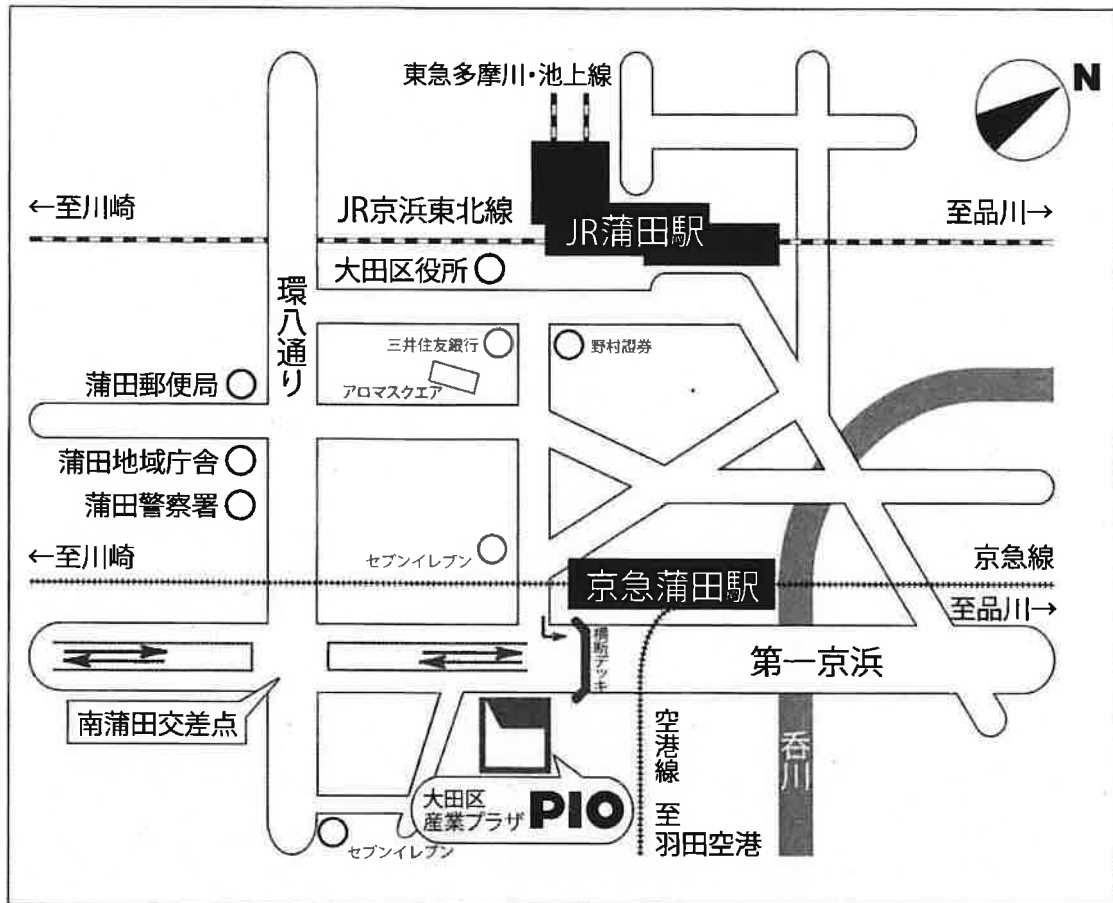 東急多摩川・池上線
N
←至川崎
JR京浜東北線
JR蒲田駅
至品川→
大田区役所
環八通り
三井住友銀行
野村證券
アロマスクエア
蒲田郵便局
蒲田地域庁舎
蒲田警察署
←至川崎
セブンイレブン
京急蒲田駅
京急線
至品川→
横断デッキ
第一京浜
南蒲田交差点
空港線 至
羽田空港
呑川
大田区
産業プラザ PIO
セブンイレブン